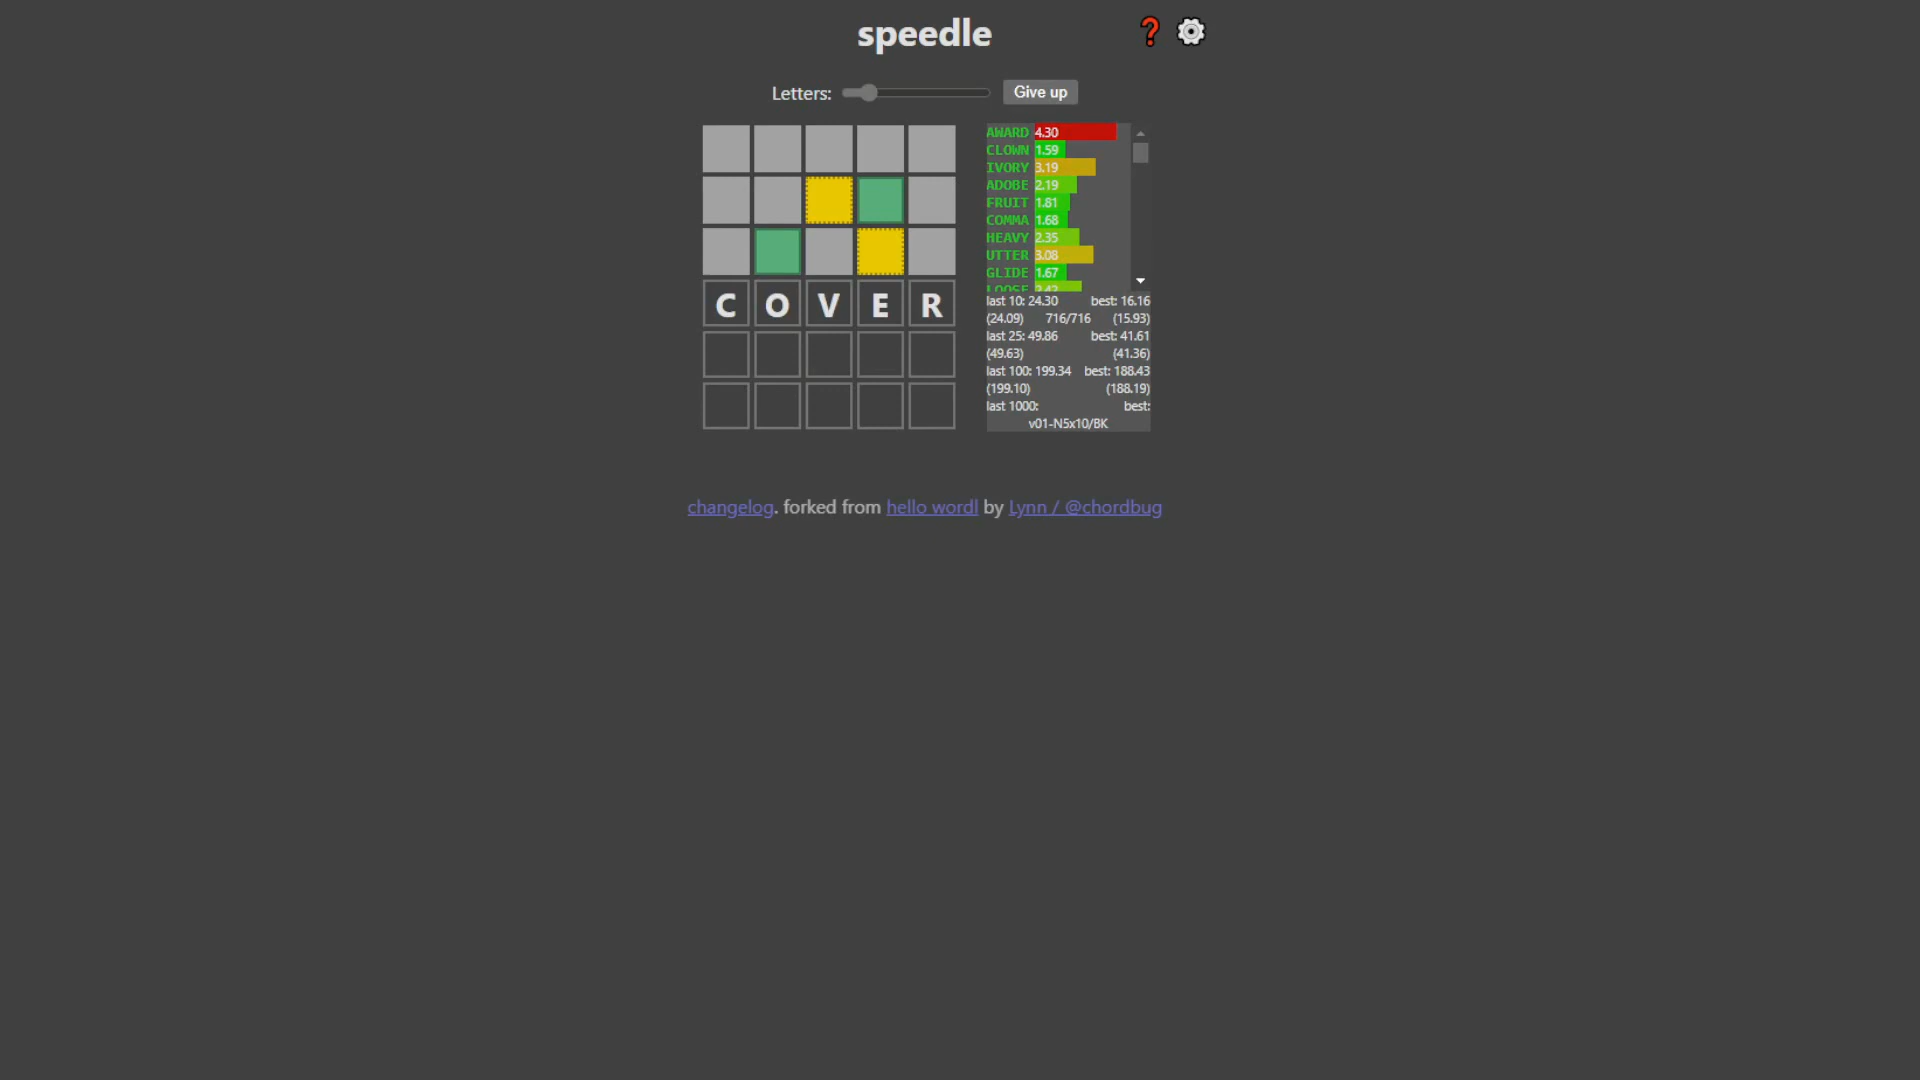 speedle
❓
Letters: Give up
AWARD 4.30
CLOWN 1.59
IVORY 3.19
ADOBE 2.19
FRUIT 1.81
COMMA 1.68
HEAVY 2.35
UTTER 3.08
GLIDE 1.67
LOOSE 2.42
C O V E R
last 10: 24.30 best: 16.16
(24.09) 716/716 (15.93)
last 25: 49.86 best: 41.61
(49.63) (41.36)
last 100: 199.34 best: 188.43
(199.10) (188.19)
last 1000: best:
v01-N5x10/BK
changelog. forked from hello wordl by Lynn / @chordbug